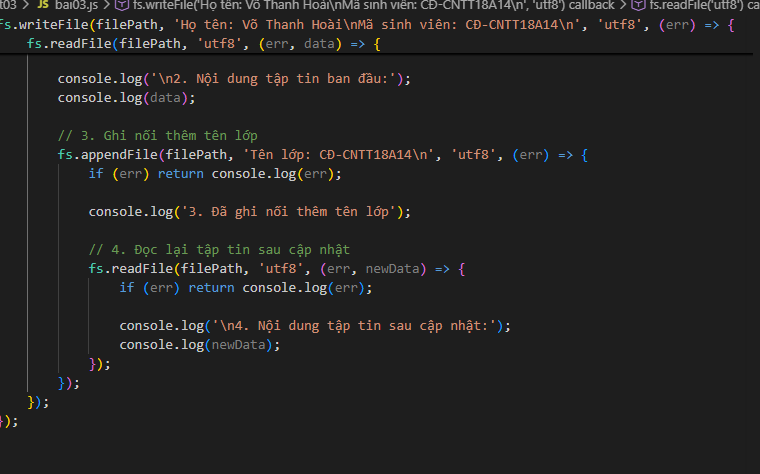 t03 > JS bai03.js > fs.writeFile('Họ tên: Võ Thanh Hoài\nMã sinh viên: CĐ-CNTT18A14\n', 'utf8') callback > fs.readFile('utf8') cal
fs.writeFile(filePath, 'Họ tên: Võ Thanh Hoài\nMã sinh viên: CĐ-CNTT18A14\n', 'utf8', (err) => {
fs.readFile(filePath, 'utf8', (err, data) => {
console.log('\n2. Nội dung tập tin ban đầu:');
console.log(data);
// 3. Ghi nối thêm tên lớp
fs.appendFile(filePath, 'Tên lớp: CĐ-CNTT18A14\n', 'utf8', (err) => {
if (err) return console.log(err);
console.log('3. Đã ghi nối thêm tên lớp');
// 4. Đọc lại tập tin sau cập nhật
fs.readFile(filePath, 'utf8', (err, newData) => {
if (err) return console.log(err);
console.log('\n4. Nội dung tập tin sau cập nhật:');
console.log(newData);
});
});
});
});